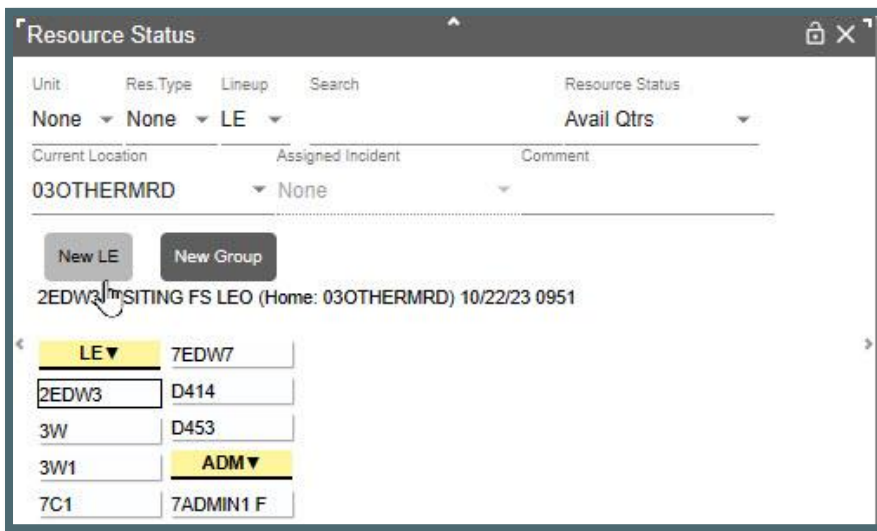 Resource Status
Unit Res.Type Lineup Search Resource Status
None None LE Avail Qtrs
Current Location Assigned Incident Comment
03OTHERMRD None
New LE New Group
2EDW3 SITING FS LEO (Home: 03OTHERMRD) 10/22/23 0951
LE▼ 7EDW7
2EDW3 D414
3W D453
3W1 ADM▼
7C1 7ADMIN1 F